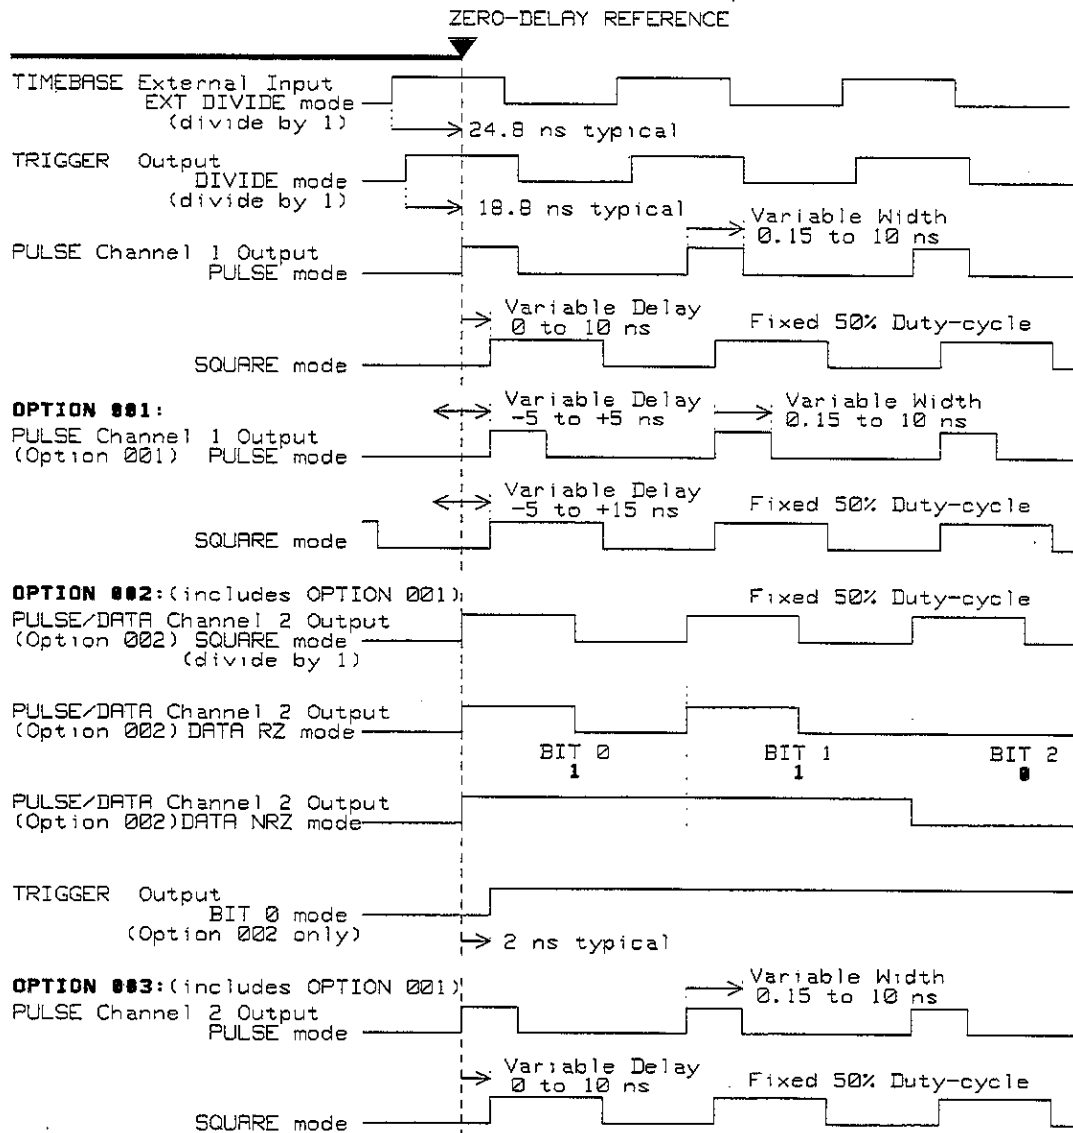 ZERO-DELAY REFERENCE
TIMEBASE External Input
EXT DIVIDE mode
(divide by 1)
24.8 ns typical
TRIGGER Output
DIVIDE mode
(divide by 1)
18.8 ns typical
Variable Width
0.15 to 10 ns
PULSE Channel 1 Output
PULSE mode
Variable Delay
0 to 10 ns
Fixed 50% Duty-cycle
SQUARE mode
OPTION 001:
Variable Delay
-5 to +5 ns
Variable Width
0.15 to 10 ns
PULSE Channel 1 Output
(Option 001) PULSE mode
Variable Delay
-5 to +15 ns
Fixed 50% Duty-cycle
SQUARE mode
OPTION 002:(includes OPTION 001)
Fixed 50% Duty-cycle
PULSE/DATA Channel 2 Output
(Option 002) SQUARE mode
(divide by 1)
PULSE/DATA Channel 2 Output
(Option 002) DATA RZ mode
BIT 0 BIT 1 BIT 2
1 1 0
PULSE/DATA Channel 2 Output
(Option 002)DATA NRZ mode
TRIGGER Output
BIT 0 mode
(Option 002 only)
2 ns typical
OPTION 003:(includes OPTION 001)
Variable Width
0.15 to 10 ns
PULSE Channel 2 Output
PULSE mode
Variable Delay
0 to 10 ns
Fixed 50% Duty-cycle
SQUARE mode